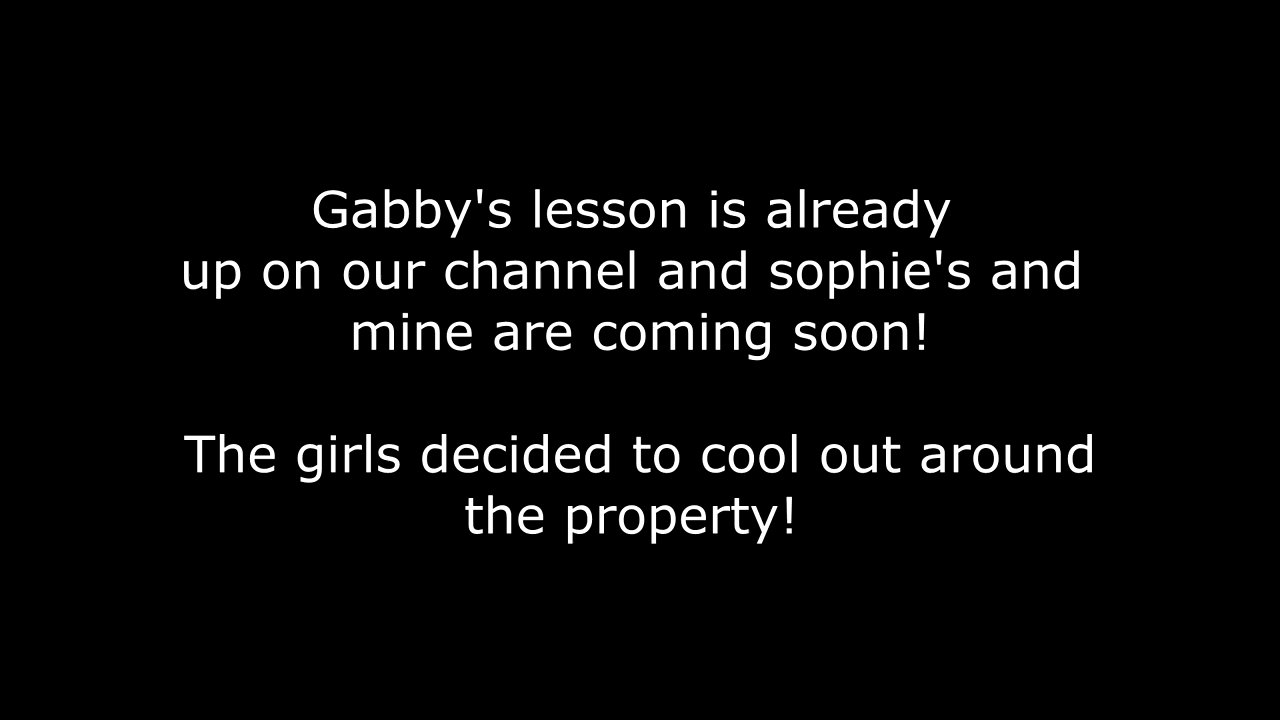 Gabby's lesson is already
up on our channel and sophie's and
mine are coming soon!
The girls decided to cool out around
the property!